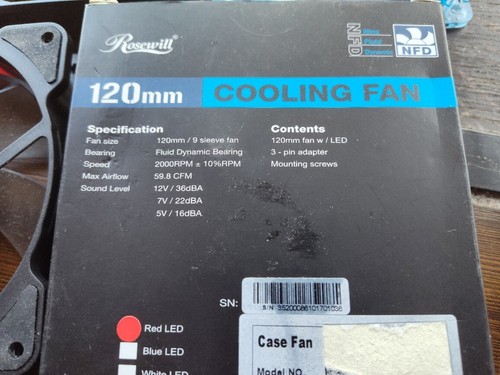 Rosewill
NFD
NFD
120mm COOLING FAN
Specification
Fan size 120mm / 9 sleeve fan
Bearing Fluid Dynamic Bearing
Speed 2000RPM ± 10%RPM
Max Airflow 59.8 CFM
Sound Level 12V / 36dBA
7V / 22dBA
5V / 16dBA
Contents
120mm fan w / LED
3 - pin adapter
Mounting screws
SN:
S/N 35200086101701036
Red LED
Blue LED
White LED
Case Fan
Model NO